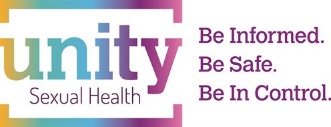 unity
Sexual Health
Be Informed.
Be Safe.
Be In Control.